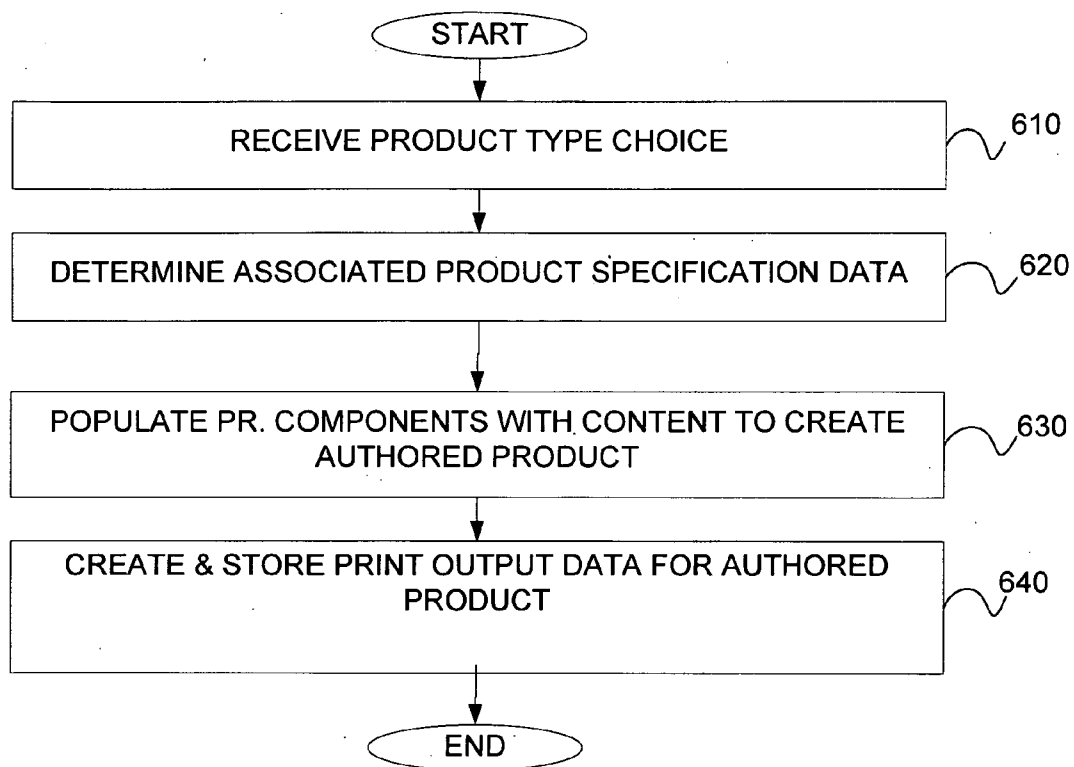 START
RECEIVE PRODUCT TYPE CHOICE
610
DETERMINE ASSOCIATED PRODUCT SPECIFICATION DATA
620
POPULATE PR. COMPONENTS WITH CONTENT TO CREATE
AUTHORED PRODUCT
630
CREATE & STORE PRINT OUTPUT DATA FOR AUTHORED
PRODUCT
640
END